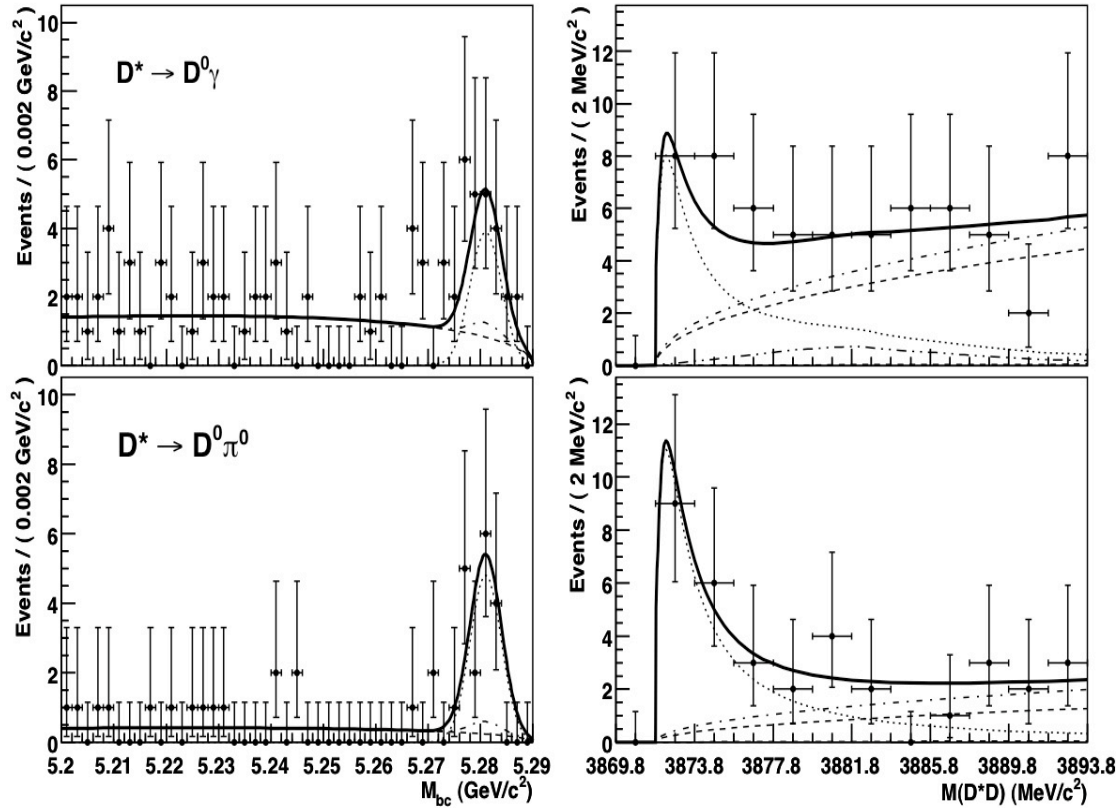 10
8
6
4
2
0
Events / ( 0.002 GeV/c²)
D* → D⁰γ
12
10
8
6
4
2
0
Events / ( 2 MeV/c²)
10
8
6
4
2
0
Events / ( 0.002 GeV/c²)
D* → D⁰π⁰
5.2 5.21 5.22 5.23 5.24 5.25 5.26 5.27 5.28 5.29
M_bc (GeV/c²)
12
10
8
6
4
2
0
Events / ( 2 MeV/c²)
3869.8 3873.8 3877.8 3881.8 3885.8 3889.8 3893.8
M(D*D) (MeV/c²)